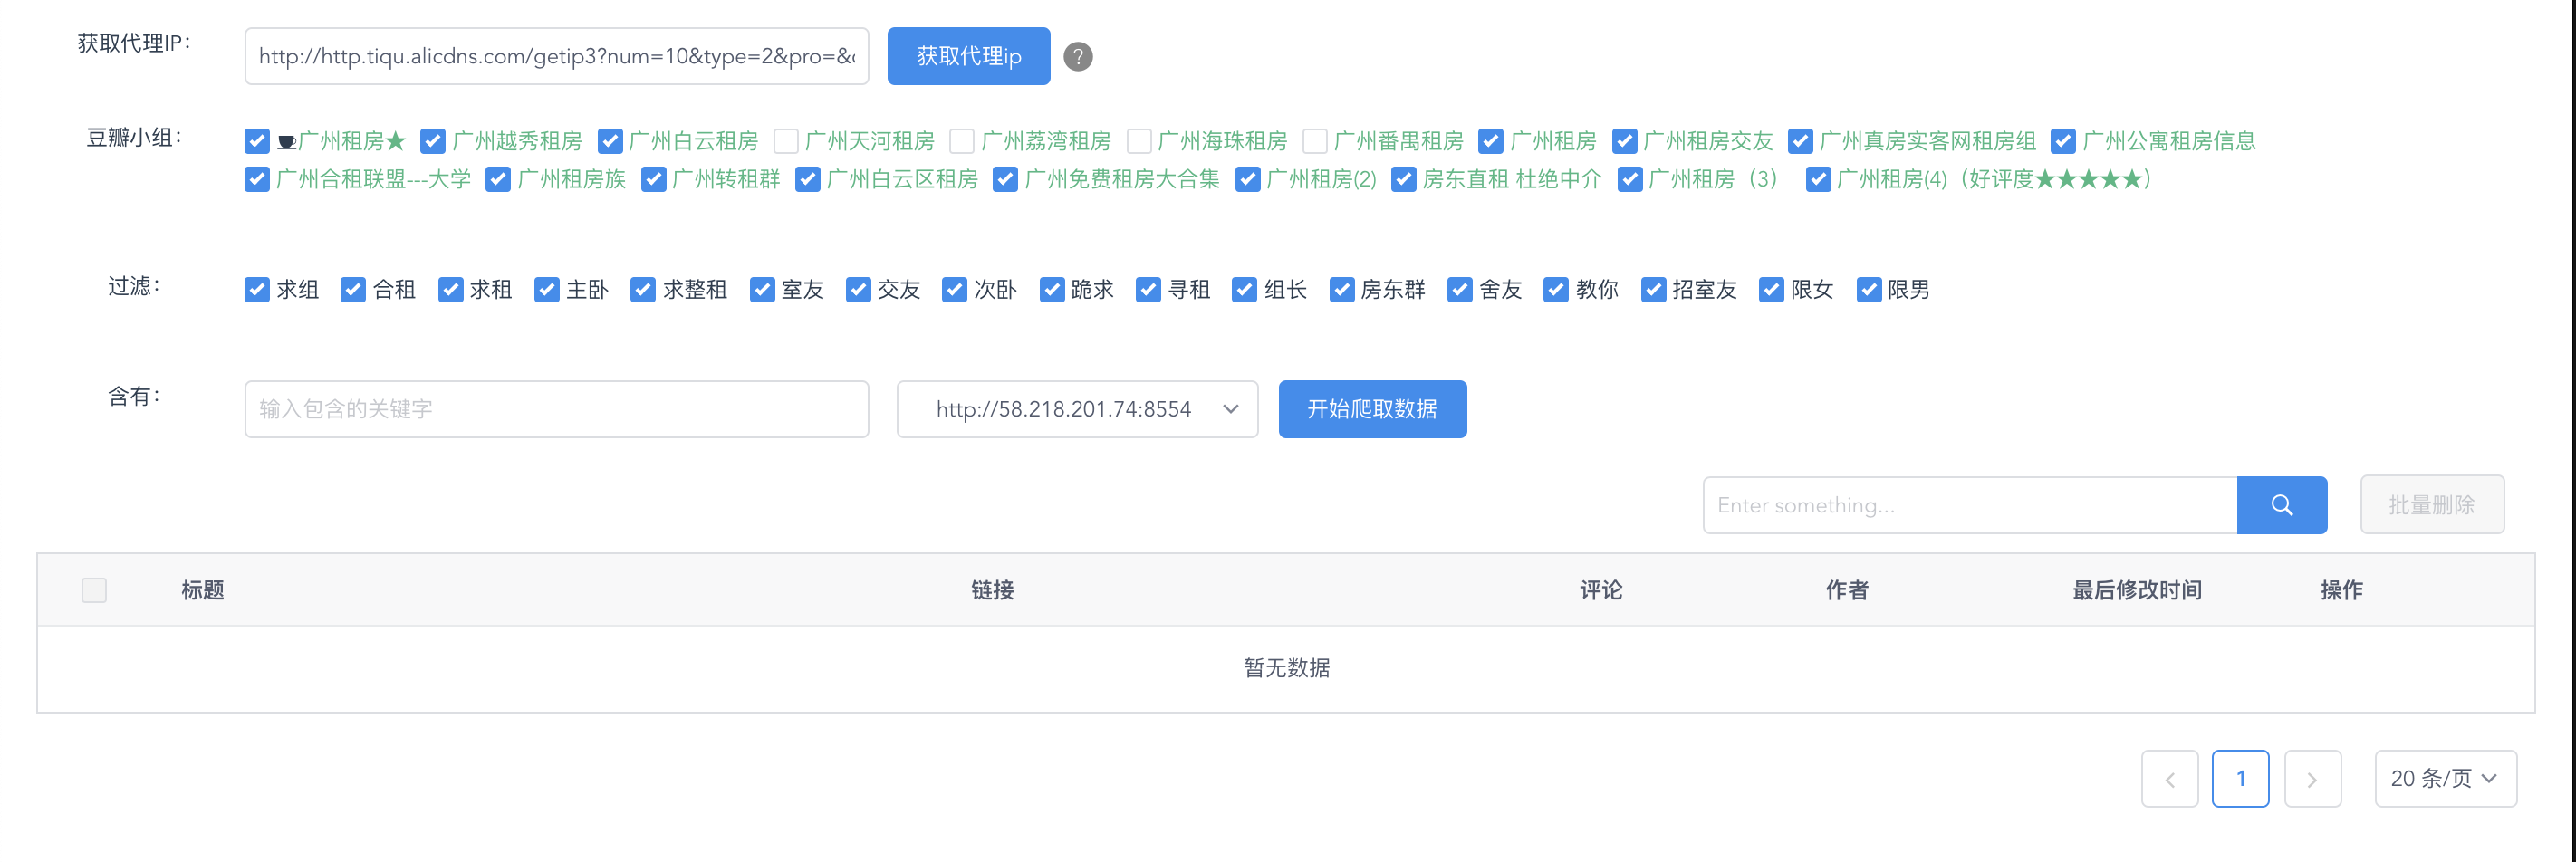 获取代理IP：
http://http.tiqu.alicdns.com/getip3?num=10&type=2&pro=&
获取代理ip
?
豆瓣小组：
广州租房★ 广州越秀租房 广州白云租房 广州天河租房 广州荔湾租房 广州海珠租房 广州番禺租房 广州租房 广州租房交友 广州真房实客网租房组 广州公寓租房信息
广州合租联盟---大学 广州租房族 广州转租群 广州白云区租房 广州免费租房大合集 广州租房(2) 房东直租 杜绝中介 广州租房（3） 广州租房(4)（好评度★★★★★）
过滤：
求组 合租 求租 主卧 求整租 室友 交友 次卧 跪求 寻租 组长 房东群 舍友 教你 招室友 限女 限男
含有：
输入包含的关键字
http://58.218.201.74:8554
开始爬取数据
Enter something...
批量删除
标题 链接 评论 作者 最后修改时间 操作
暂无数据
1
20 条/页